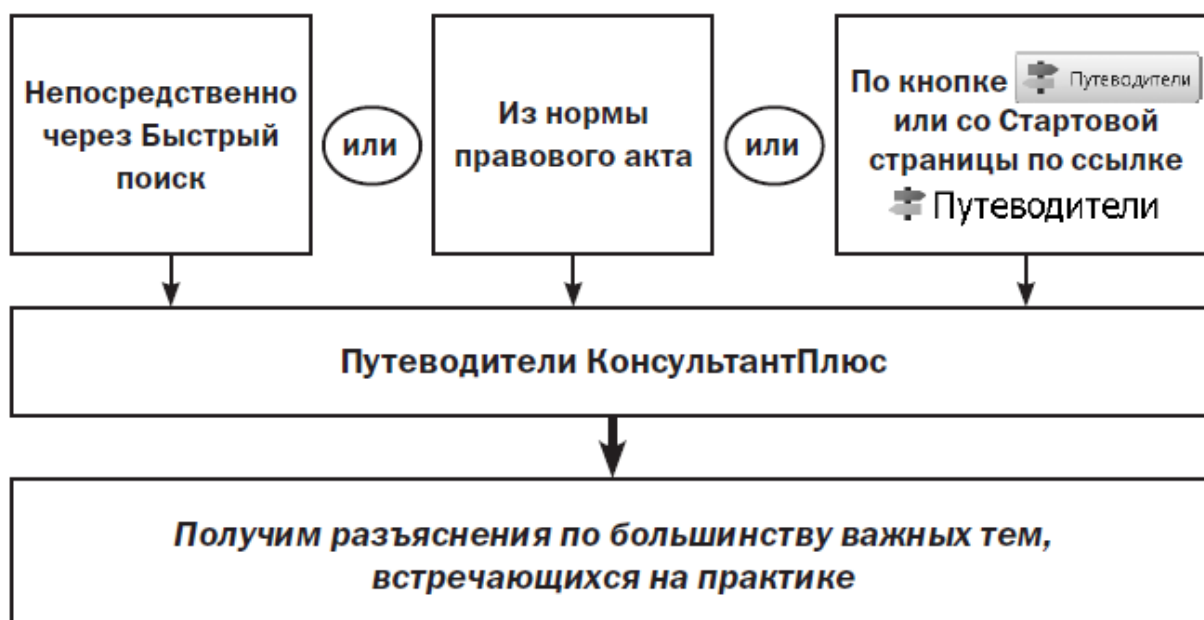 Непосредственно
через Быстрый
поиск
или
Из нормы
правового акта
или
По кнопке Путеводители
или со Стартовой
страницы по ссылке
Путеводители
Путеводители КонсультантПлюс
Получим разъяснения по большинству важных тем,
встречающихся на практике